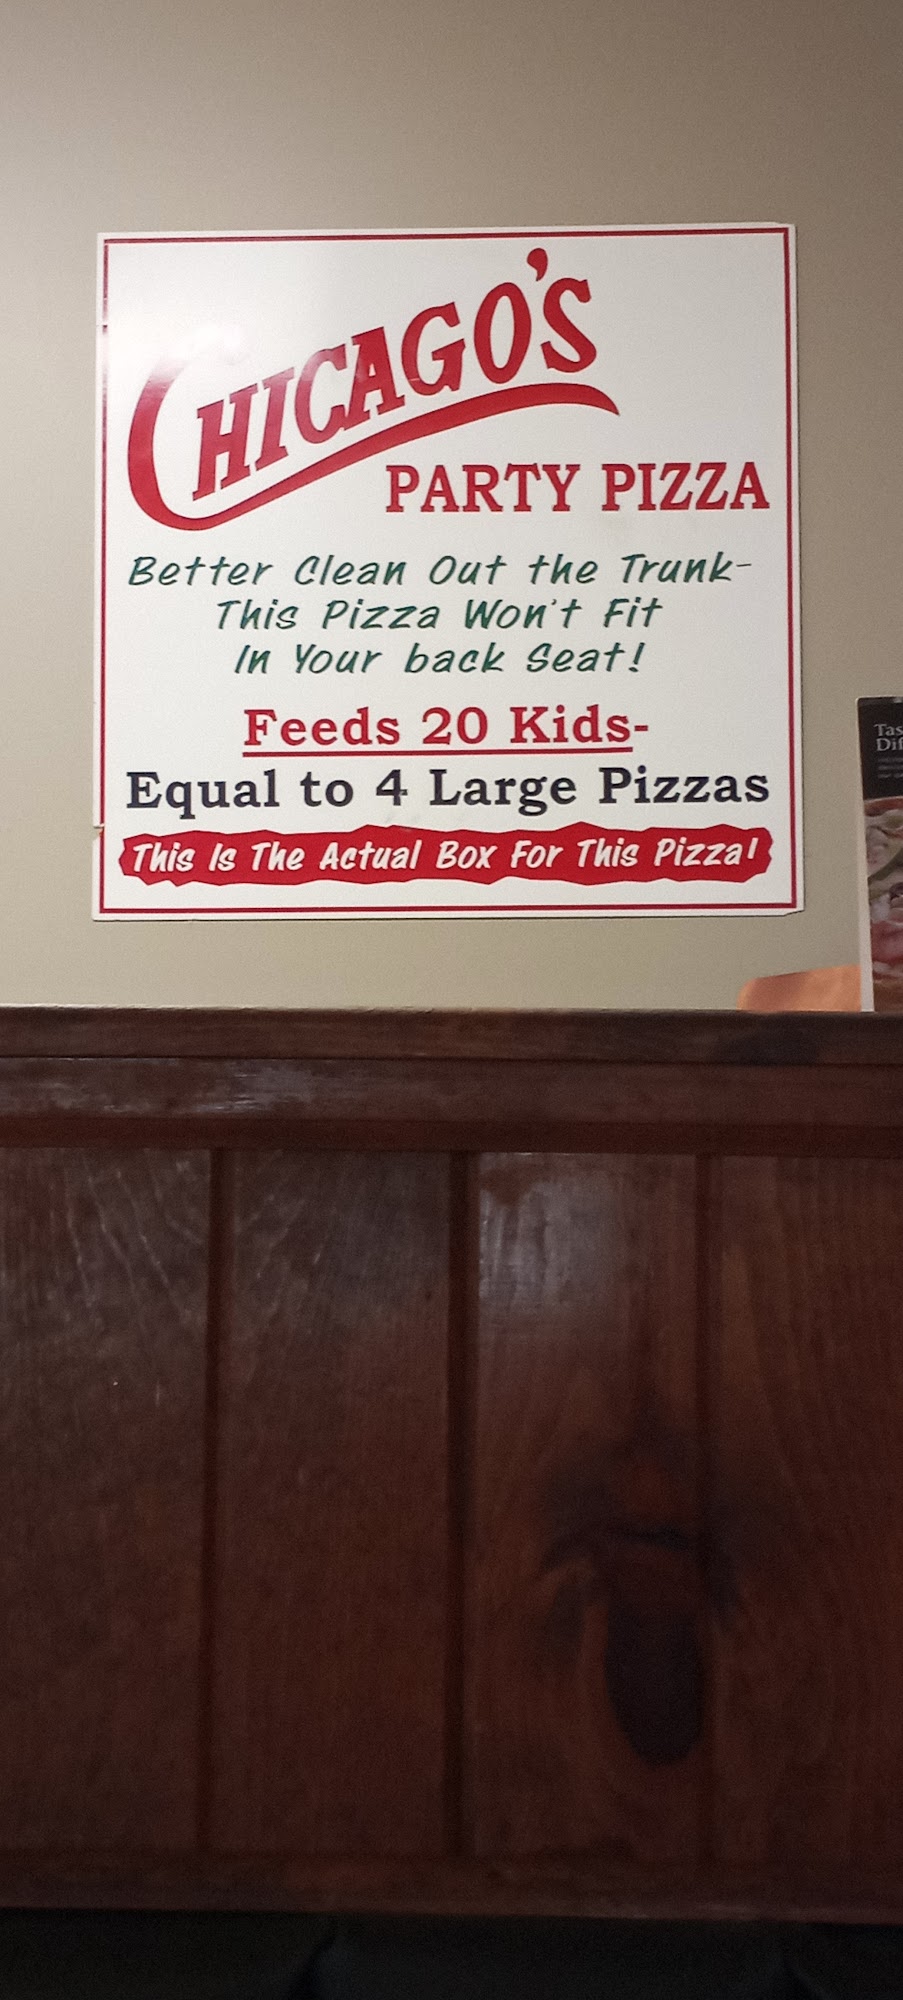 CHICAGO'S
PARTY PIZZA
Better Clean Out the Trunk-
This Pizza Won't Fit
In Your back Seat!
Feeds 20 Kids-
Equal to 4 Large Pizzas
This Is The Actual Box For This Pizza!